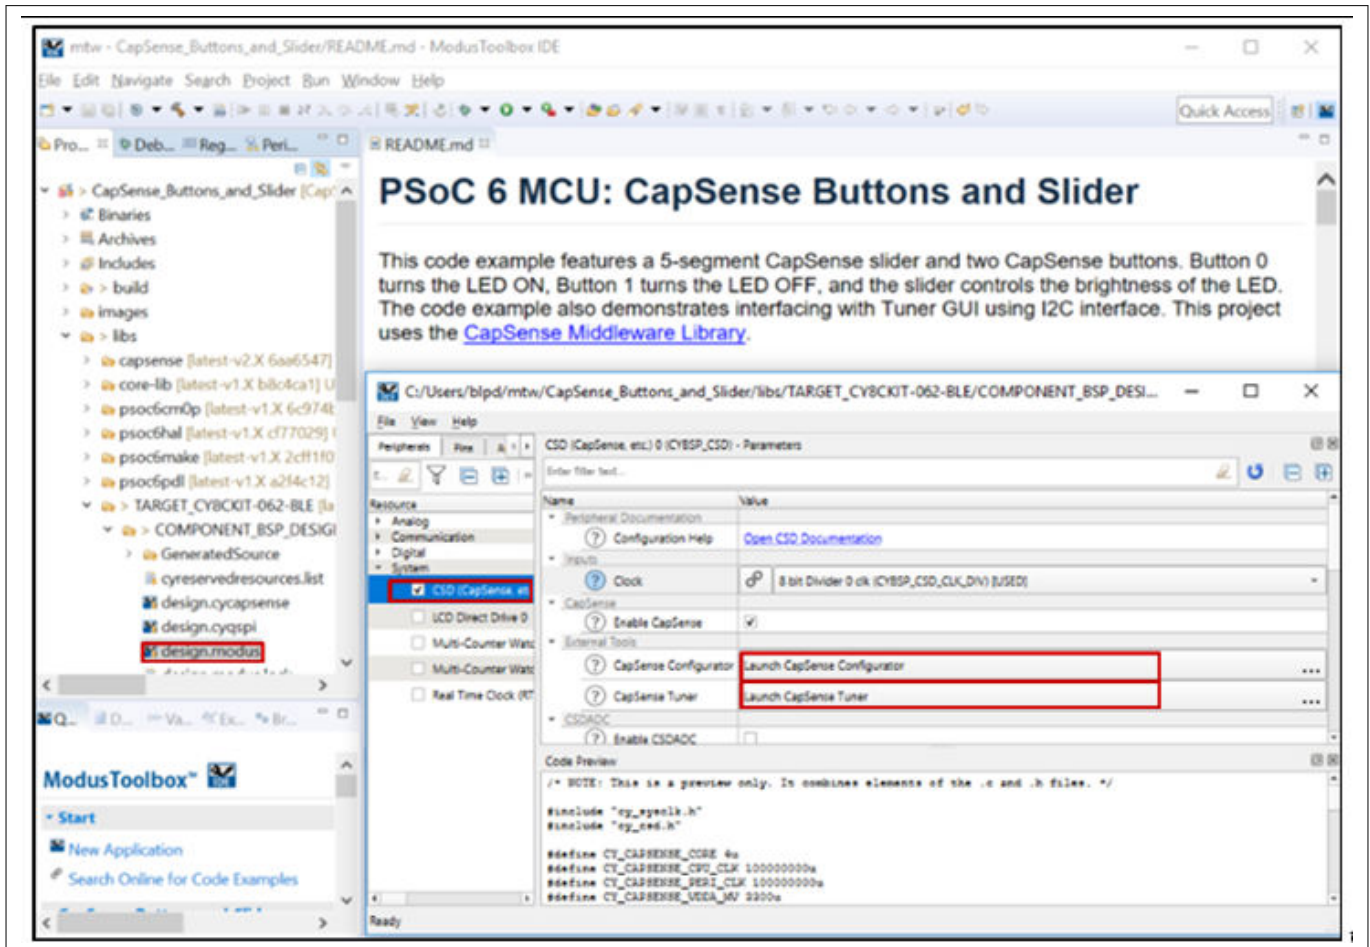 mtw - CapSense_Buttons_and_Slider/README.md - ModusToolbox IDE
File Edit Navigate Search Project Run Window Help
Quick Access
Pro... Deb... Reg... Peri...
README.md
> CapSense_Buttons_and_Slider [Cap
Binaries
Archives
Includes
> build
images
> libs
capsense [latest-v2.X 6aa6547]
core-lib [latest-v1.X b8c4ca1] U
psoc6cm0p [latest-v1.X 6c974b
psoc6hal [latest-v1.X cf77029]
psoc6make [latest-v1.X 2cff1f0
psoc6pdl [latest-v1.X a2f4c12]
> TARGET_CY8CKIT-062-BLE [la
> COMPONENT_BSP_DESIG
GeneratedSource
cyreservedresources.list
design.cycapsense
design.cyqspi
design.modus
PSoC 6 MCU: CapSense Buttons and Slider
This code example features a 5-segment CapSense slider and two CapSense buttons. Button 0
turns the LED ON, Button 1 turns the LED OFF, and the slider controls the brightness of the LED.
The code example also demonstrates interfacing with Tuner GUI using I2C interface. This project
uses the CapSense Middleware Library.
C:/Users/blpd/mtw/CapSense_Buttons_and_Slider/libs/TARGET_CY8CKIT-062-BLE/COMPONENT_BSP_DESI...
File View Help
Peripherals Pins A
CSD (CapSense, etc.) 0 (CYBSP_CSD) - Parameters
Enter filter text...
Resource
Analog
Communication
Digital
System
CSD (CapSense, et
LCD Direct Drive 0
Multi-Counter Watc
Multi-Counter Watc
Real Time Clock (RT
Name Value
Peripheral Documentation
Configuration Help Open CSD Documentation
Inputs
Clock 8 bit Divider 0 clk (CYBSP_CSD_CLK_DIV) [USED]
CapSense
Enable CapSense
External Tools
CapSense Configurator Launch CapSense Configurator ...
CapSense Tuner Launch CapSense Tuner ...
CSDADC
Enable CSDADC
Code Preview
/* NOTE: This is a preview only. It combines elements of the .c and .h files. */
#include "cy_sysclk.h"
#include "cy_csd.h"
#define CY_CAPSENSE_CORE 4u
#define CY_CAPSENSE_CPU_CLK 100000000u
#define CY_CAPSENSE_PERI_CLK 100000000u
#define CY_CAPSENSE_VDDA_MV 3300u
Ready
Q... D... Va... Ex... Br...
ModusToolbox™
Start
New Application
Search Online for Code Examples
1